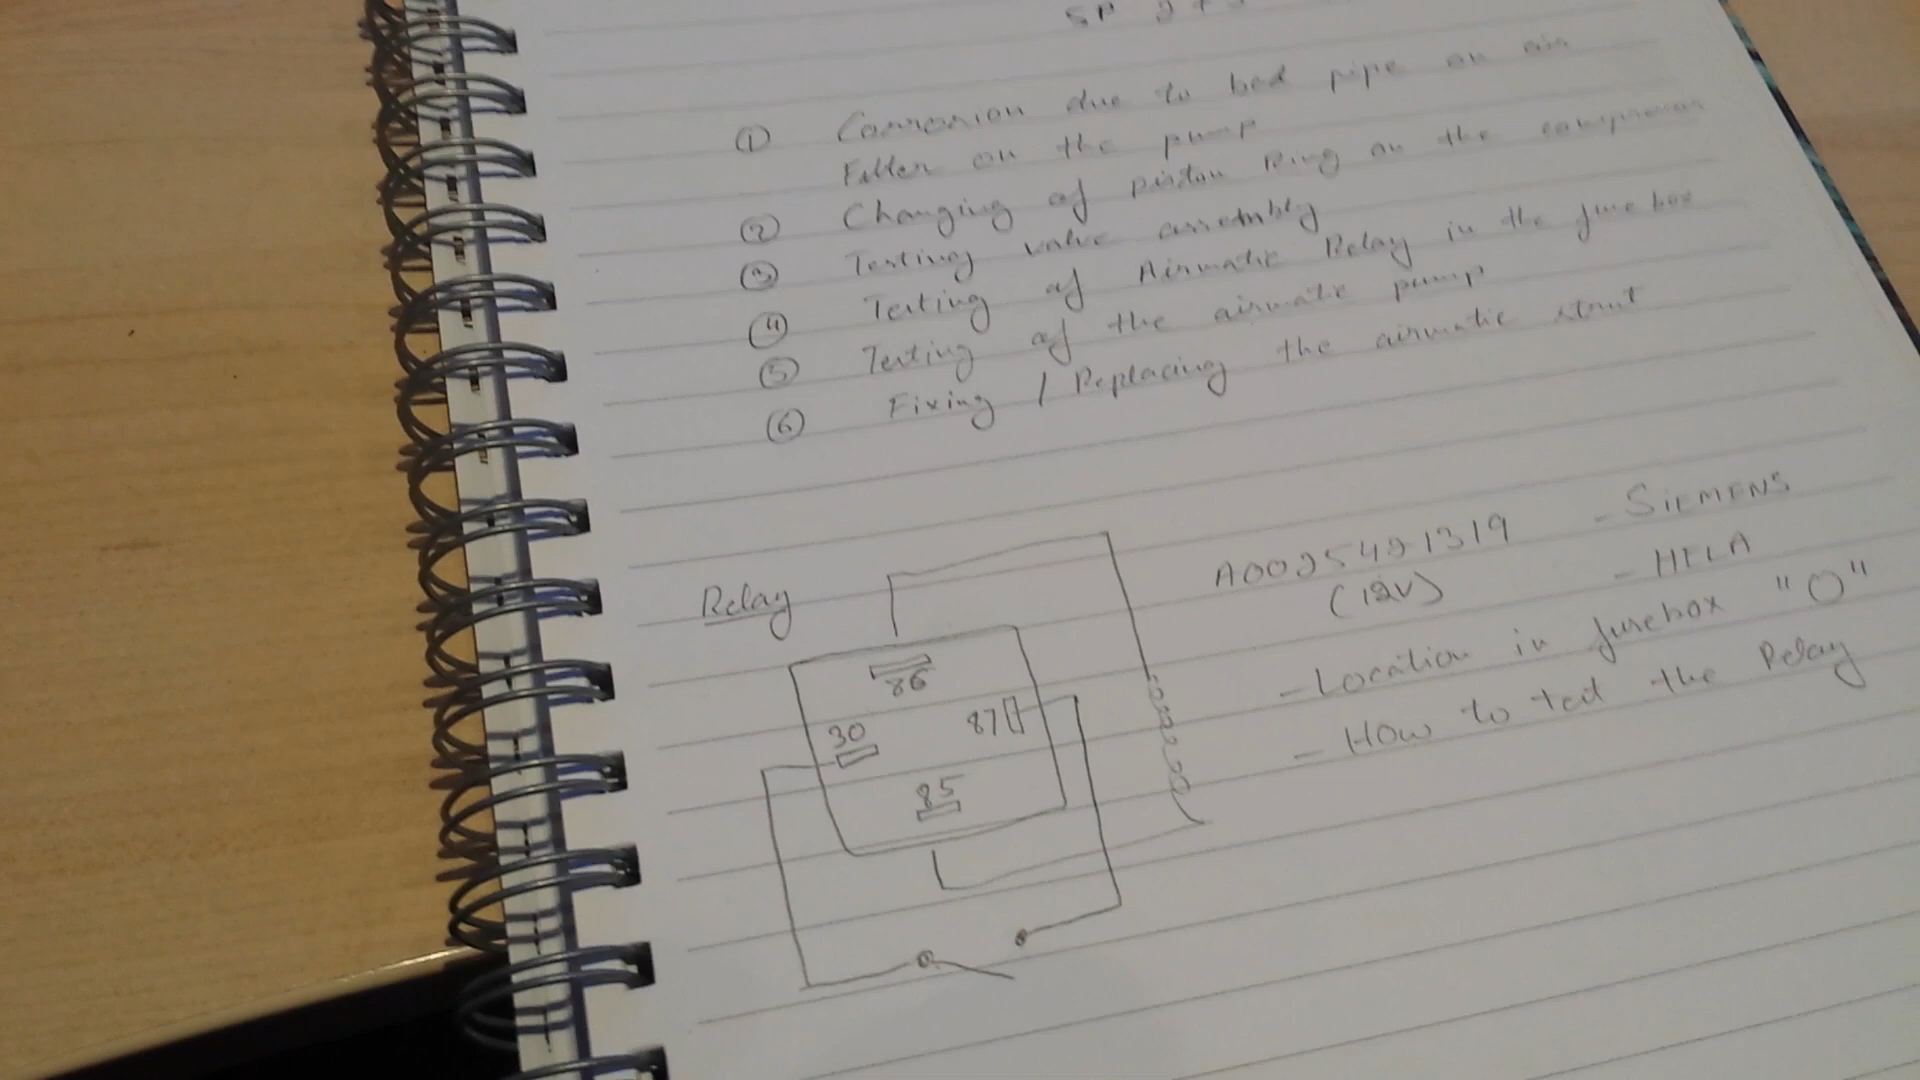 ① Corrosion due to bad pipe on air
Filter on the pump
② Changing of piston Ring on the compressor
③ Testing valve assembly
④ Testing of Airmatic Relay in the fuse box
⑤ Testing of the airmatic pump
⑥ Fixing / Replacing the airmatic strut
Relay
A0025421319 - SIEMENS
(12V) - HELA
- Location in fusebox "O"
- How to test the Relay
86
30
87
85